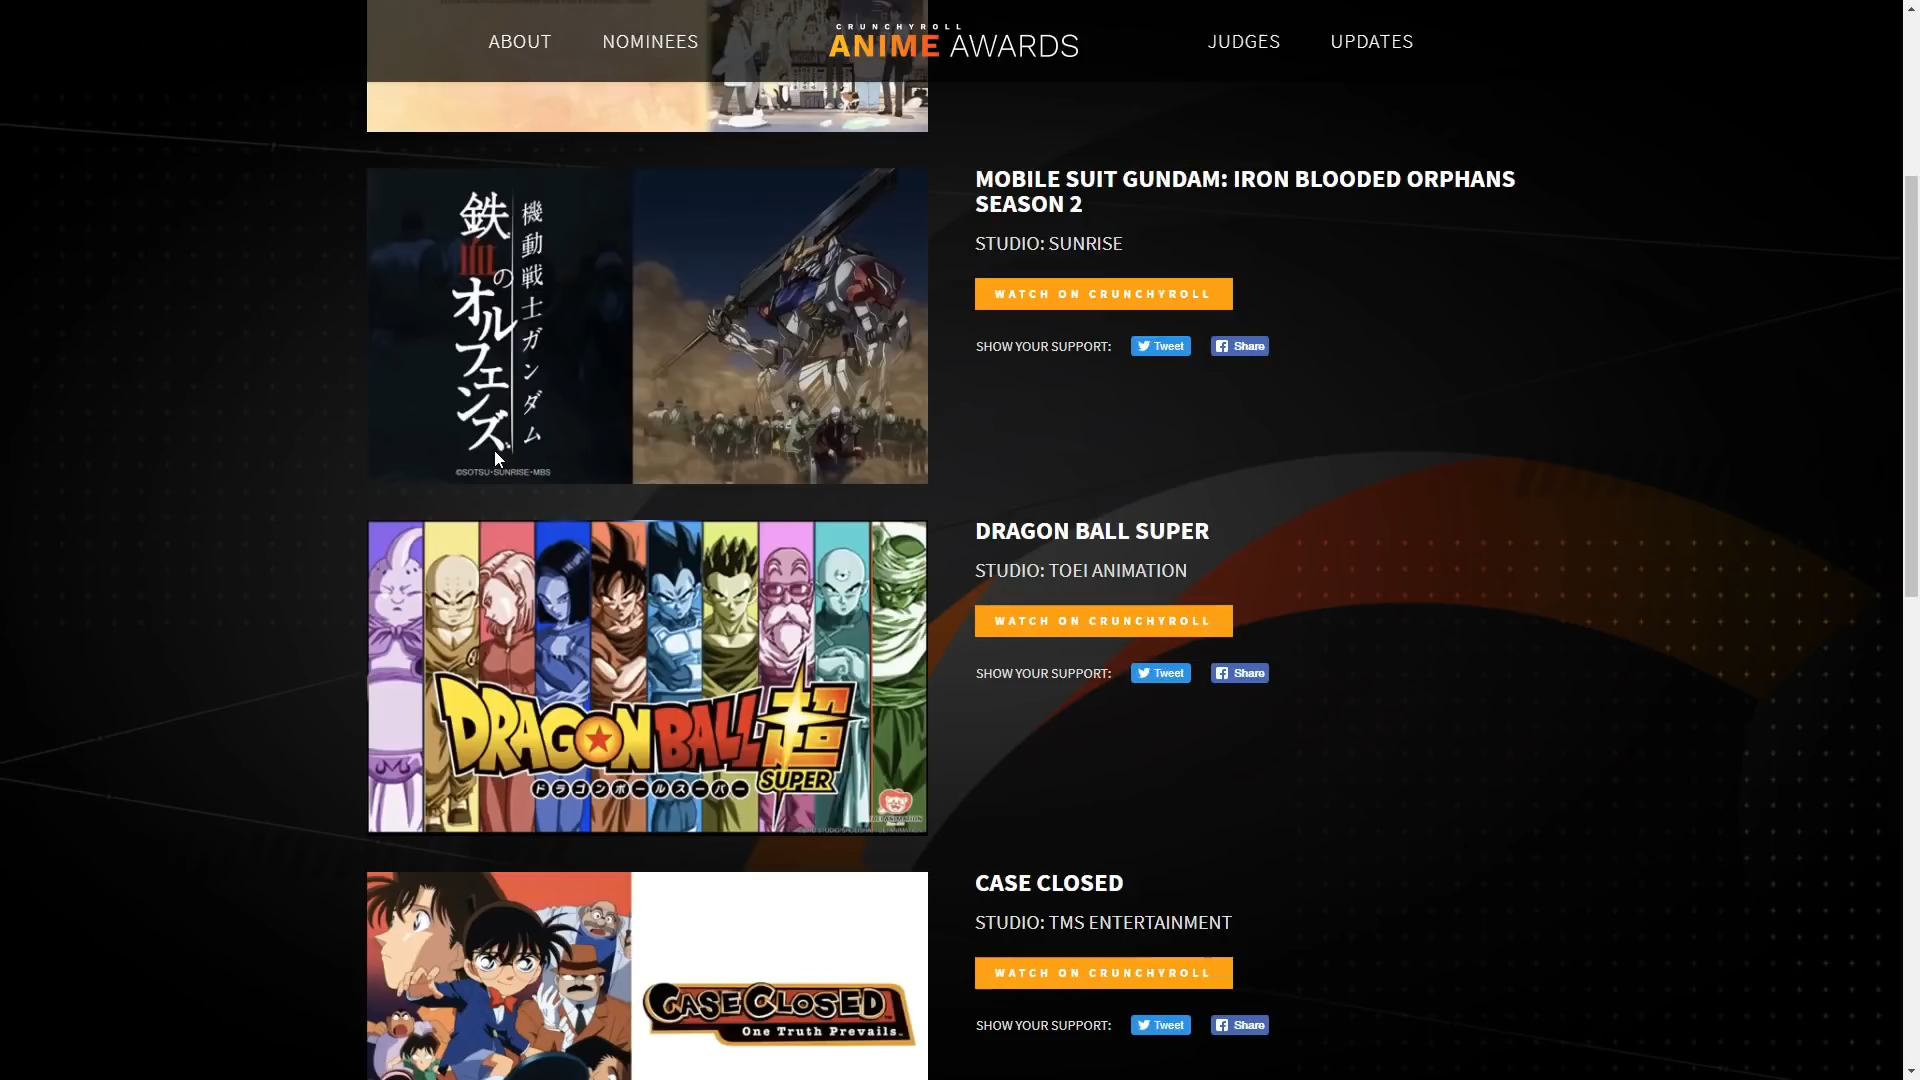 CRUNCHYROLL
ABOUT NOMINEES ANIME AWARDS JUDGES UPDATES
機動戦士ガンダム
鉄血のオルフェンズ
©SOTSU・SUNRISE・MBS
MOBILE SUIT GUNDAM: IRON BLOODED ORPHANS
SEASON 2
STUDIO: SUNRISE
WATCH ON CRUNCHYROLL
SHOW YOUR SUPPORT: Tweet Share
DRAGON BALL 超
SUPER
ドラゴンボールスーパー
TOEI ANIMATION
DRAGON BALL SUPER
STUDIO: TOEI ANIMATION
WATCH ON CRUNCHYROLL
SHOW YOUR SUPPORT: Tweet Share
CASE CLOSED
One Truth Prevails
CASE CLOSED
STUDIO: TMS ENTERTAINMENT
WATCH ON CRUNCHYROLL
SHOW YOUR SUPPORT: Tweet Share